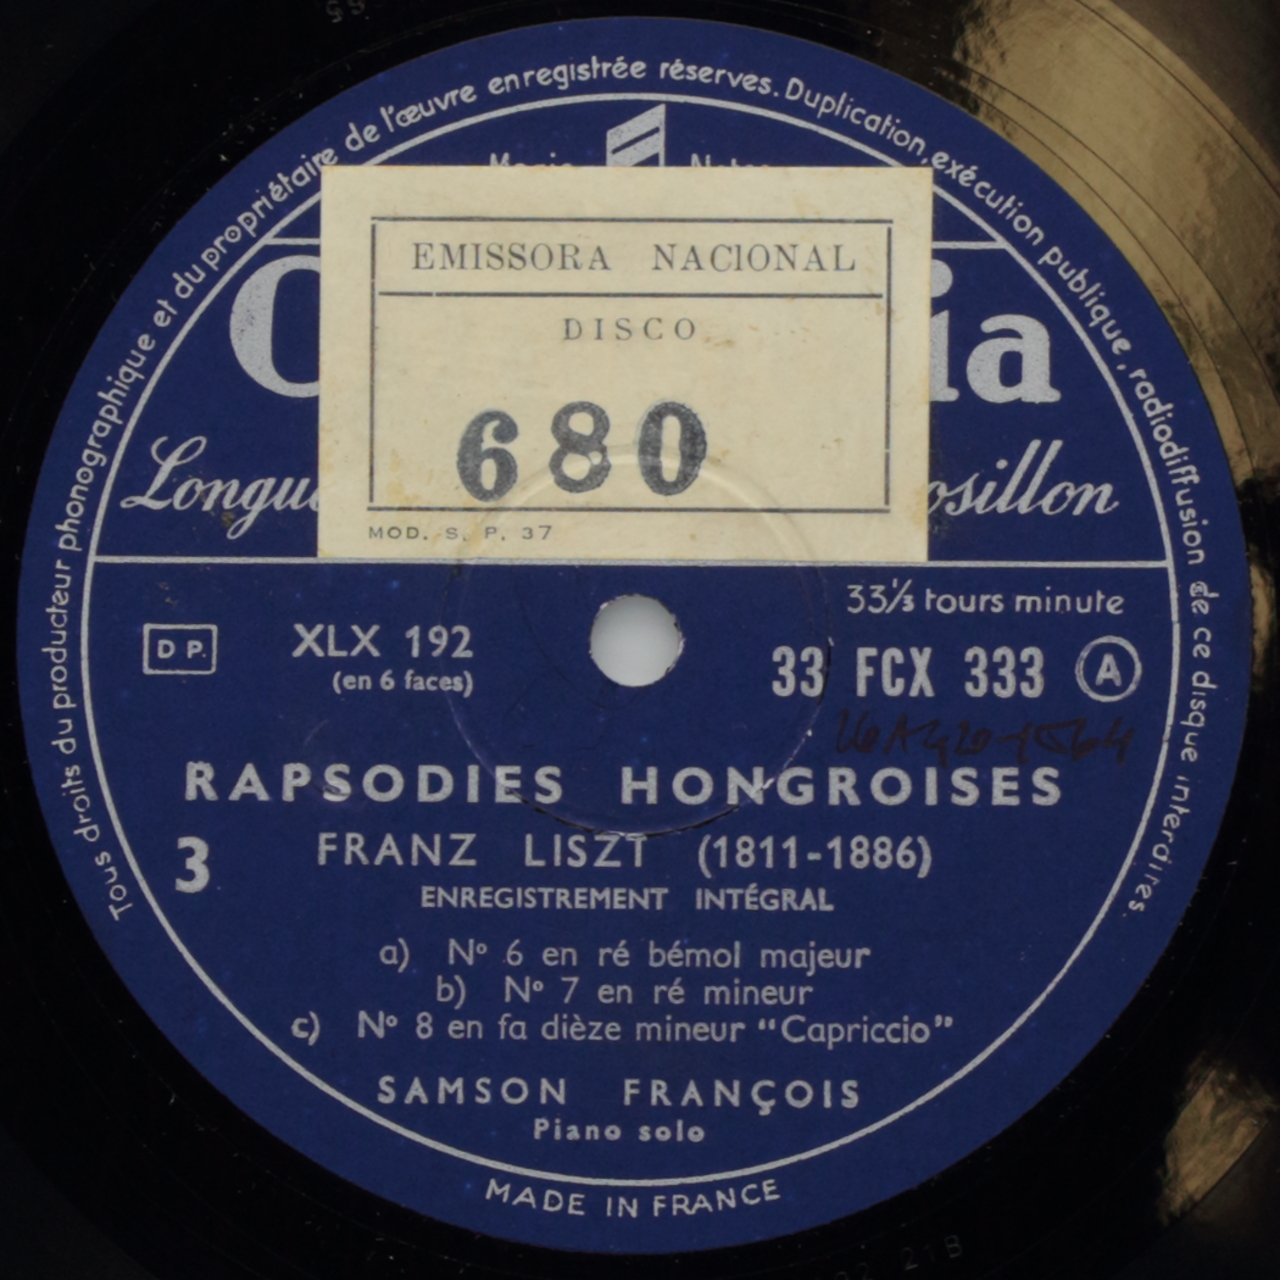 Tous droits du producteur phonographique et du propriétaire de l'œuvre enregistrée réserves. Duplication, exécution publique, radiodiffusion de ce disque interdites.
EMISSORA NACIONAL
DISCO
680
MOD. S. P. 37
33⅓ tours minute
D P.
XLX 192
(en 6 faces)
33 FCX 333 A
RAPSODIES HONGROISES
3
FRANZ LISZT (1811-1886)
ENREGISTREMENT INTÉGRAL
a) Nº 6 en ré bémol majeur
b) Nº 7 en ré mineur
c) Nº 8 en fa dièze mineur "Capriccio"
SAMSON FRANÇOIS
Piano solo
MADE IN FRANCE